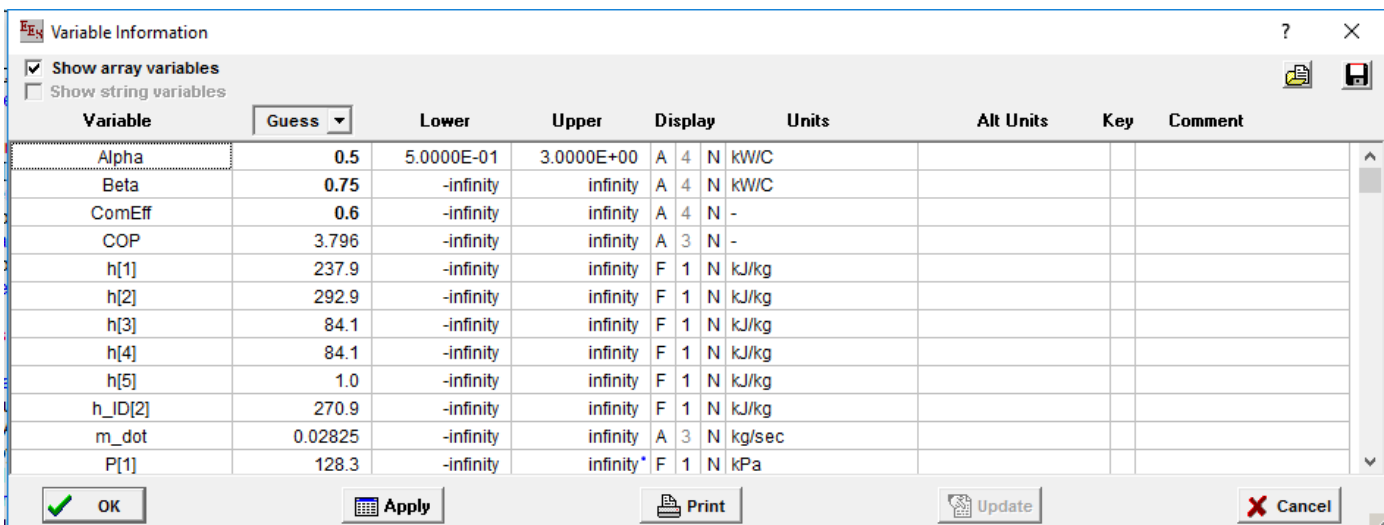 EES Variable Information ?
Show array variables
Show string variables
Variable Guess Lower Upper Display Units Alt Units Key Comment
Alpha 0.5 5.0000E-01 3.0000E+00 A 4 N kW/C
Beta 0.75 -infinity infinity A 4 N kW/C
ComEff 0.6 -infinity infinity A 4 N -
COP 3.796 -infinity infinity A 3 N -
h[1] 237.9 -infinity infinity F 1 N kJ/kg
h[2] 292.9 -infinity infinity F 1 N kJ/kg
h[3] 84.1 -infinity infinity F 1 N kJ/kg
h[4] 84.1 -infinity infinity F 1 N kJ/kg
h[5] 1.0 -infinity infinity F 1 N kJ/kg
h_ID[2] 270.9 -infinity infinity F 1 N kJ/kg
m_dot 0.02825 -infinity infinity A 3 N kg/sec
P[1] 128.3 -infinity infinity* F 1 N kPa
OK Apply Print Update Cancel